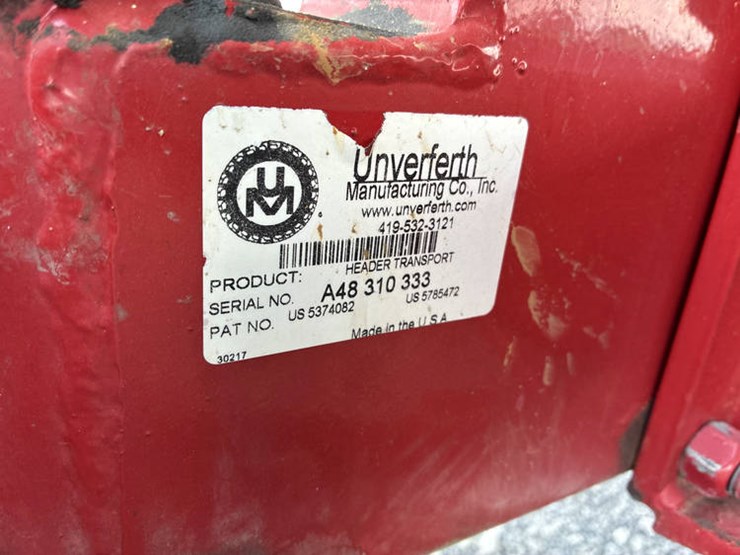 UM
Unverferth
Manufacturing Co., Inc.
www.unverferth.com
419-532-3121
PRODUCT: HEADER TRANSPORT
SERIAL NO. A48 310 333
PAT NO. US 5374082 US 5785472
Made in the U S A
30217